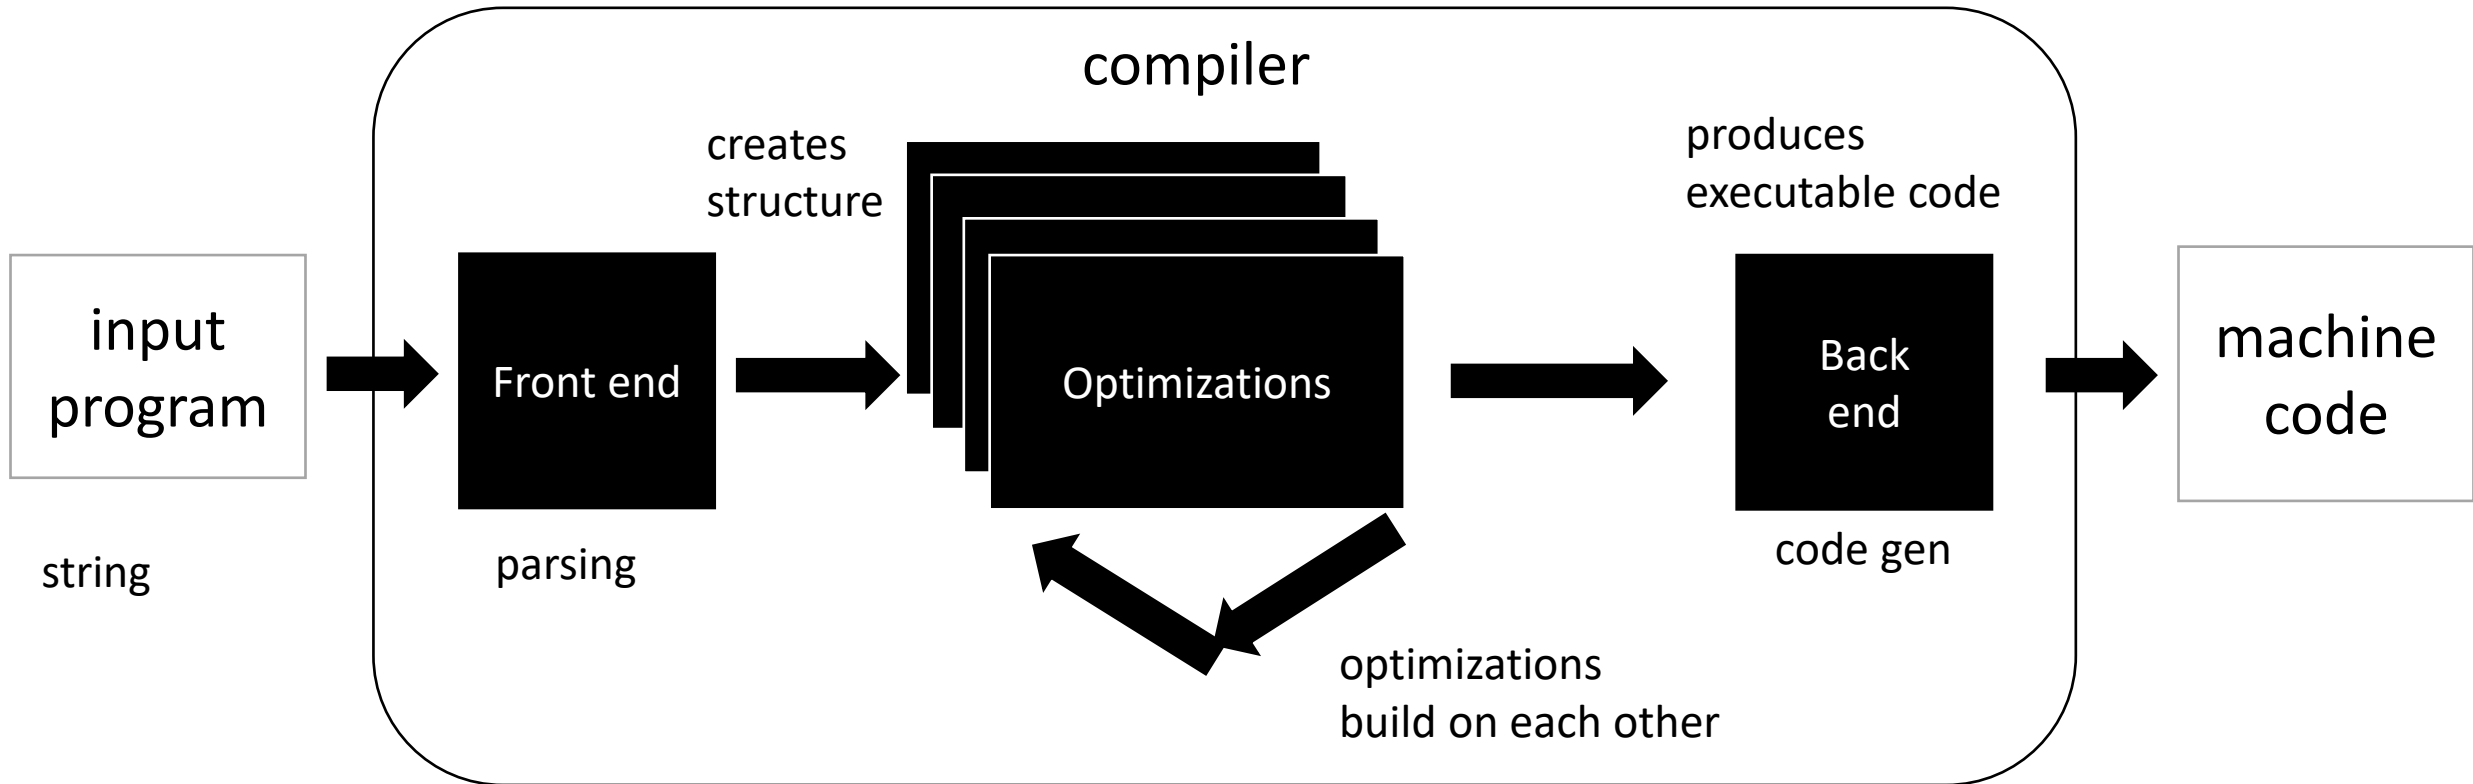 compiler
creates
structure
produces
executable code
input
program
Front end
Optimizations
Back
end
machine
code
string
parsing
code gen
optimizations
build on each other